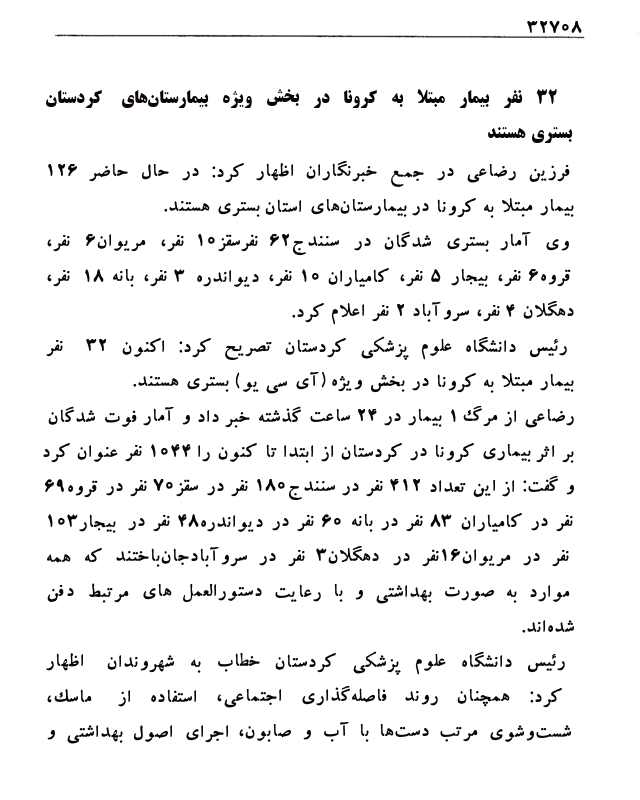 ۳۲۷۰۸
۳۲ نفر بیمار مبتلا به کرونا در بخش ویژه بیمارستان‌های کردستان
بستری هستند
فرزین رضاعی در جمع خبرنگاران اظهار کرد: در حال حاضر ۱۲۶
بیمار مبتلا به کرونا در بیمارستان‌های استان بستری هستند.
وی آمار بستری شدگان در سنندج۶۲ نفرسقز۱۰ نفر، مریوان۶ نفر،
قروه۶ نفر، بیجار ۵ نفر، کامیاران ۱۰ نفر، دیواندره ۳ نفر، بانه ۱۸ نفر،
دهگلان ۴ نفر، سروآباد ۲ نفر اعلام کرد.
رئیس دانشگاه علوم پزشکی کردستان تصریح کرد: اکنون ۳۲ نفر
بیمار مبتلا به کرونا در بخش ویژه (آی سی یو) بستری هستند.
رضاعی از مرگ ۱ بیمار در ۲۴ ساعت گذشته خبر داد و آمار فوت شدگان
بر اثر بیماری کرونا در کردستان از ابتدا تا کنون را ۱۰۴۴ نفر عنوان کرد
و گفت: از این تعداد ۴۱۲ نفر در سنندج۱۸۰ نفر در سقز۷۰ نفر در قروه۶۹
نفر در کامیاران ۸۳ نفر در بانه ۶۰ نفر در دیواندره۴۸ نفر در بیجار۱۰۳
نفر در مریوان۱۶نفر در دهگلان۳ نفر در سروآبادجان‌باختند که همه
موارد به صورت بهداشتی و با رعایت دستورالعمل های مرتبط دفن
شده‌اند.
رئیس دانشگاه علوم پزشکی کردستان خطاب به شهروندان اظهار
کرد: همچنان روند فاصله‌گذاری اجتماعی، استفاده از ماسک،
شست‌وشوی مرتب دست‌ها با آب و صابون، اجرای اصول بهداشتی و